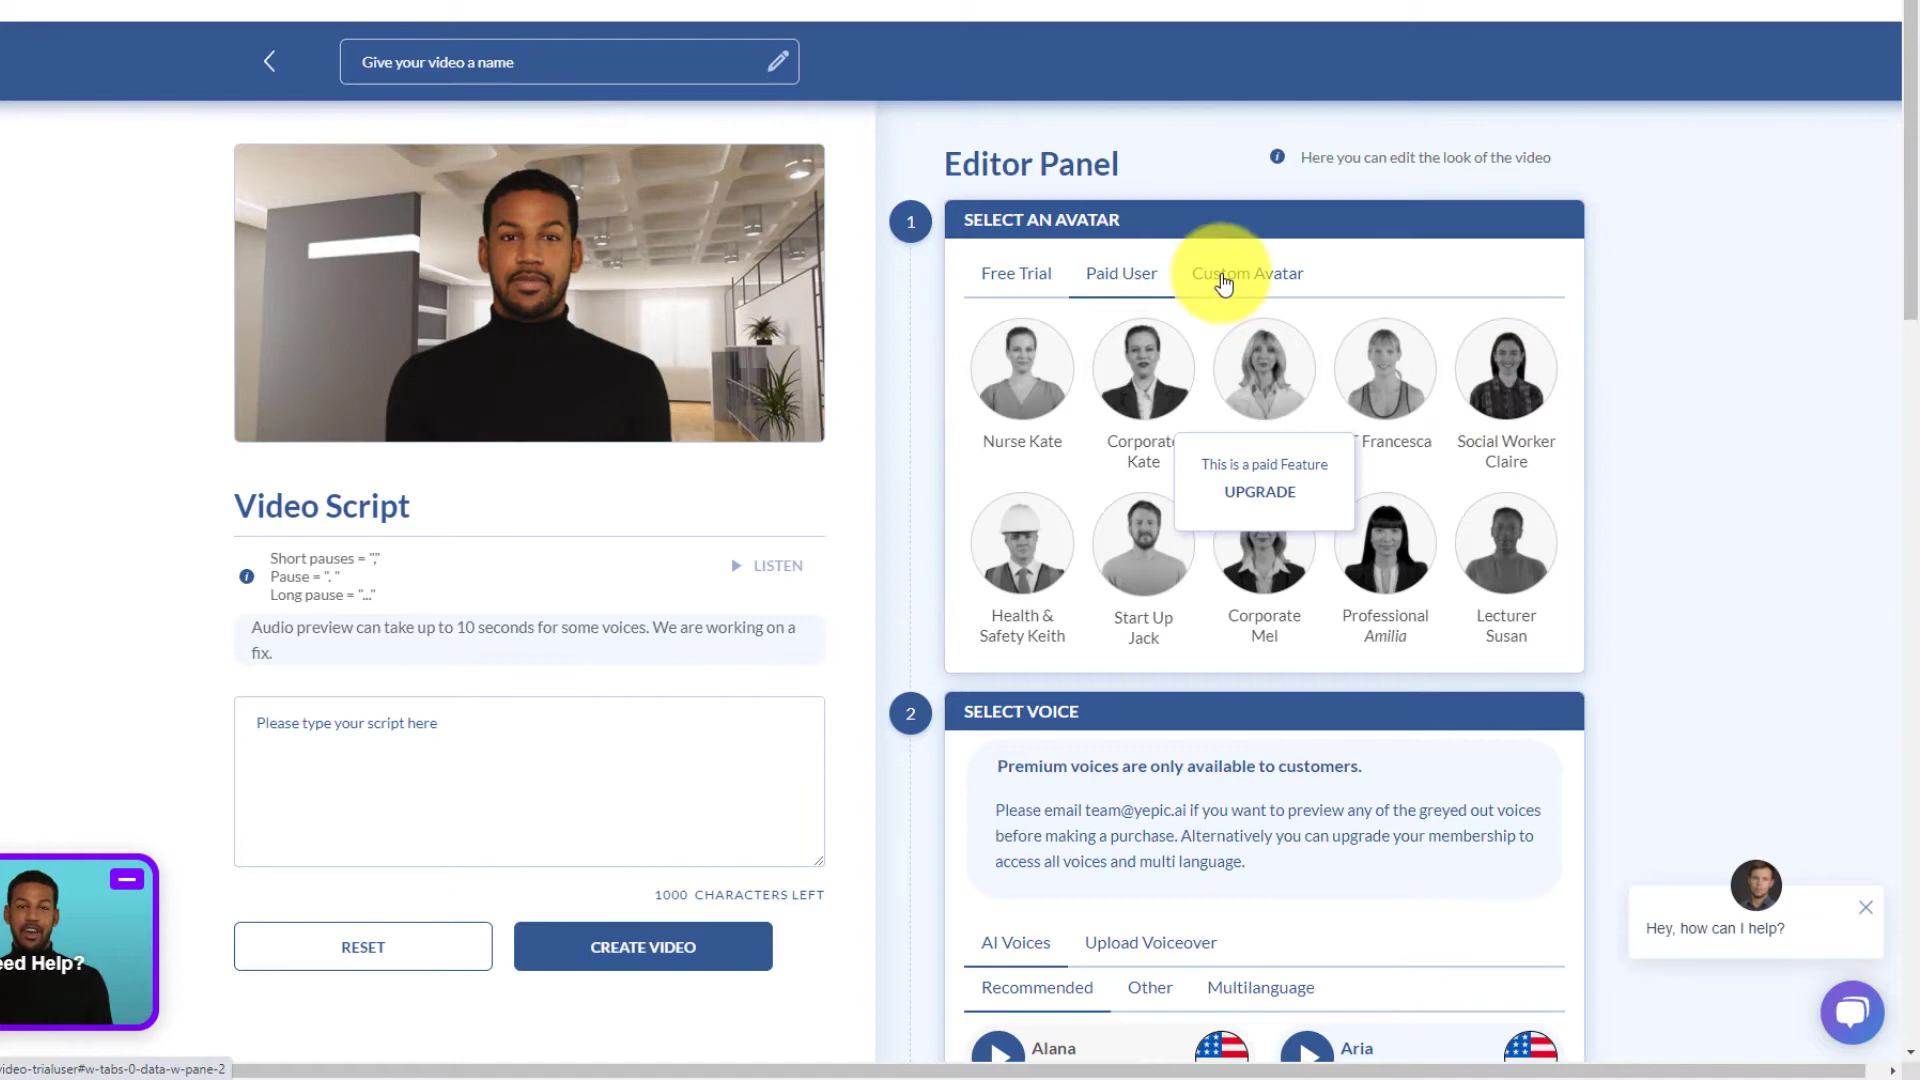 Give your video a name
Editor Panel
Here you can edit the look of the video
1
SELECT AN AVATAR
Free Trial
Paid User
Custom Avatar
Nurse Kate
Corporate
Kate
Francesca
Social Worker
Claire
This is a paid Feature
UPGRADE
Health &
Safety Keith
Start Up
Jack
Corporate
Mel
Professional
Amilia
Lecturer
Susan
Video Script
Short pauses = ","
Pause = ". "
Long pause = "..."
LISTEN
Audio preview can take up to 10 seconds for some voices. We are working on a
fix.
Please type your script here
1000 CHARACTERS LEFT
RESET
CREATE VIDEO
2
SELECT VOICE
Premium voices are only available to customers.
Please email team@yepic.ai if you want to preview any of the greyed out voices
before making a purchase. Alternatively you can upgrade your membership to
access all voices and multi language.
AI Voices
Upload Voiceover
Recommended
Other
Multilanguage
Alana
Aria
eed Help?
Hey, how can I help?
video-trialuser#w-tabs-0-data-w-pane-2